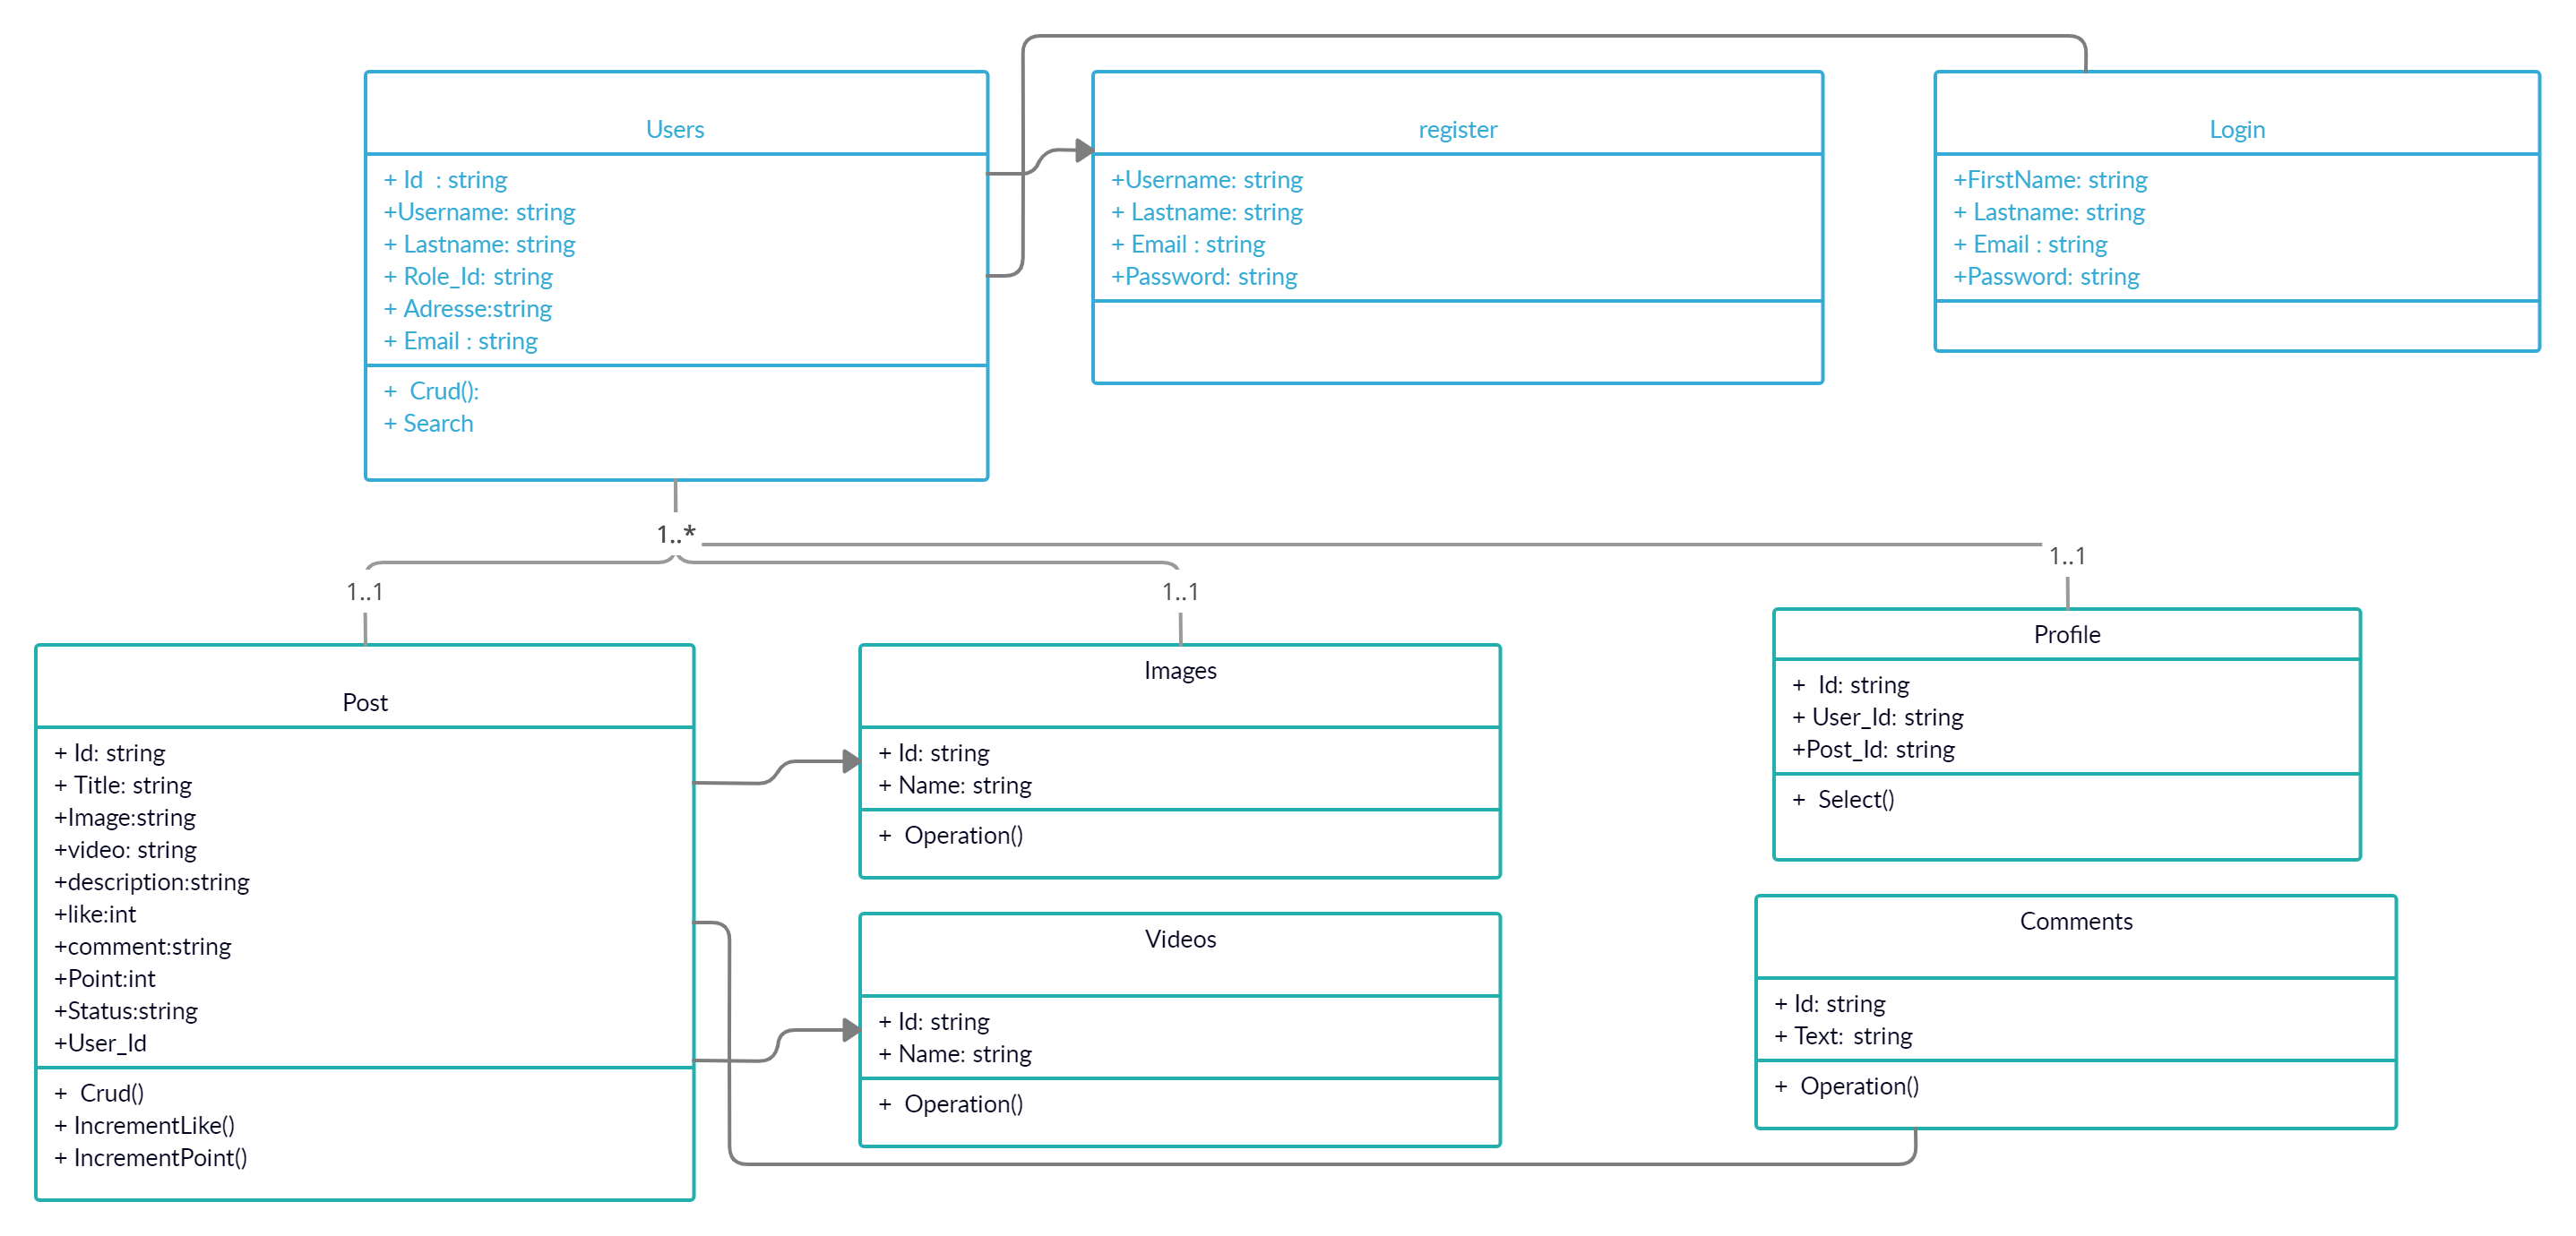 Users
+ Id  : string
+Username: string
+ Lastname: string
+ Role_Id: string
+ Adresse:string
+ Email : string
+  Crud():
+ Search
register
+Username: string
+ Lastname: string
+ Email : string
+Password: string
Login
+FirstName: string
+ Lastname: string
+ Email : string
+Password: string
1..*
1..1
1..1
1..1
Post
+ Id: string
+ Title: string
+Image:string
+video: string
+description:string
+like:int
+comment:string
+Point:int
+Status:string
+User_Id
+  Crud()
+ IncrementLike()
+ IncrementPoint()
Images
+ Id: string
+ Name: string
+  Operation()
Videos
+ Id: string
+ Name: string
+  Operation()
Profile
+  Id: string
+ User_Id: string
+Post_Id: string
+  Select()
Comments
+ Id: string
+ Text:  string
+  Operation()